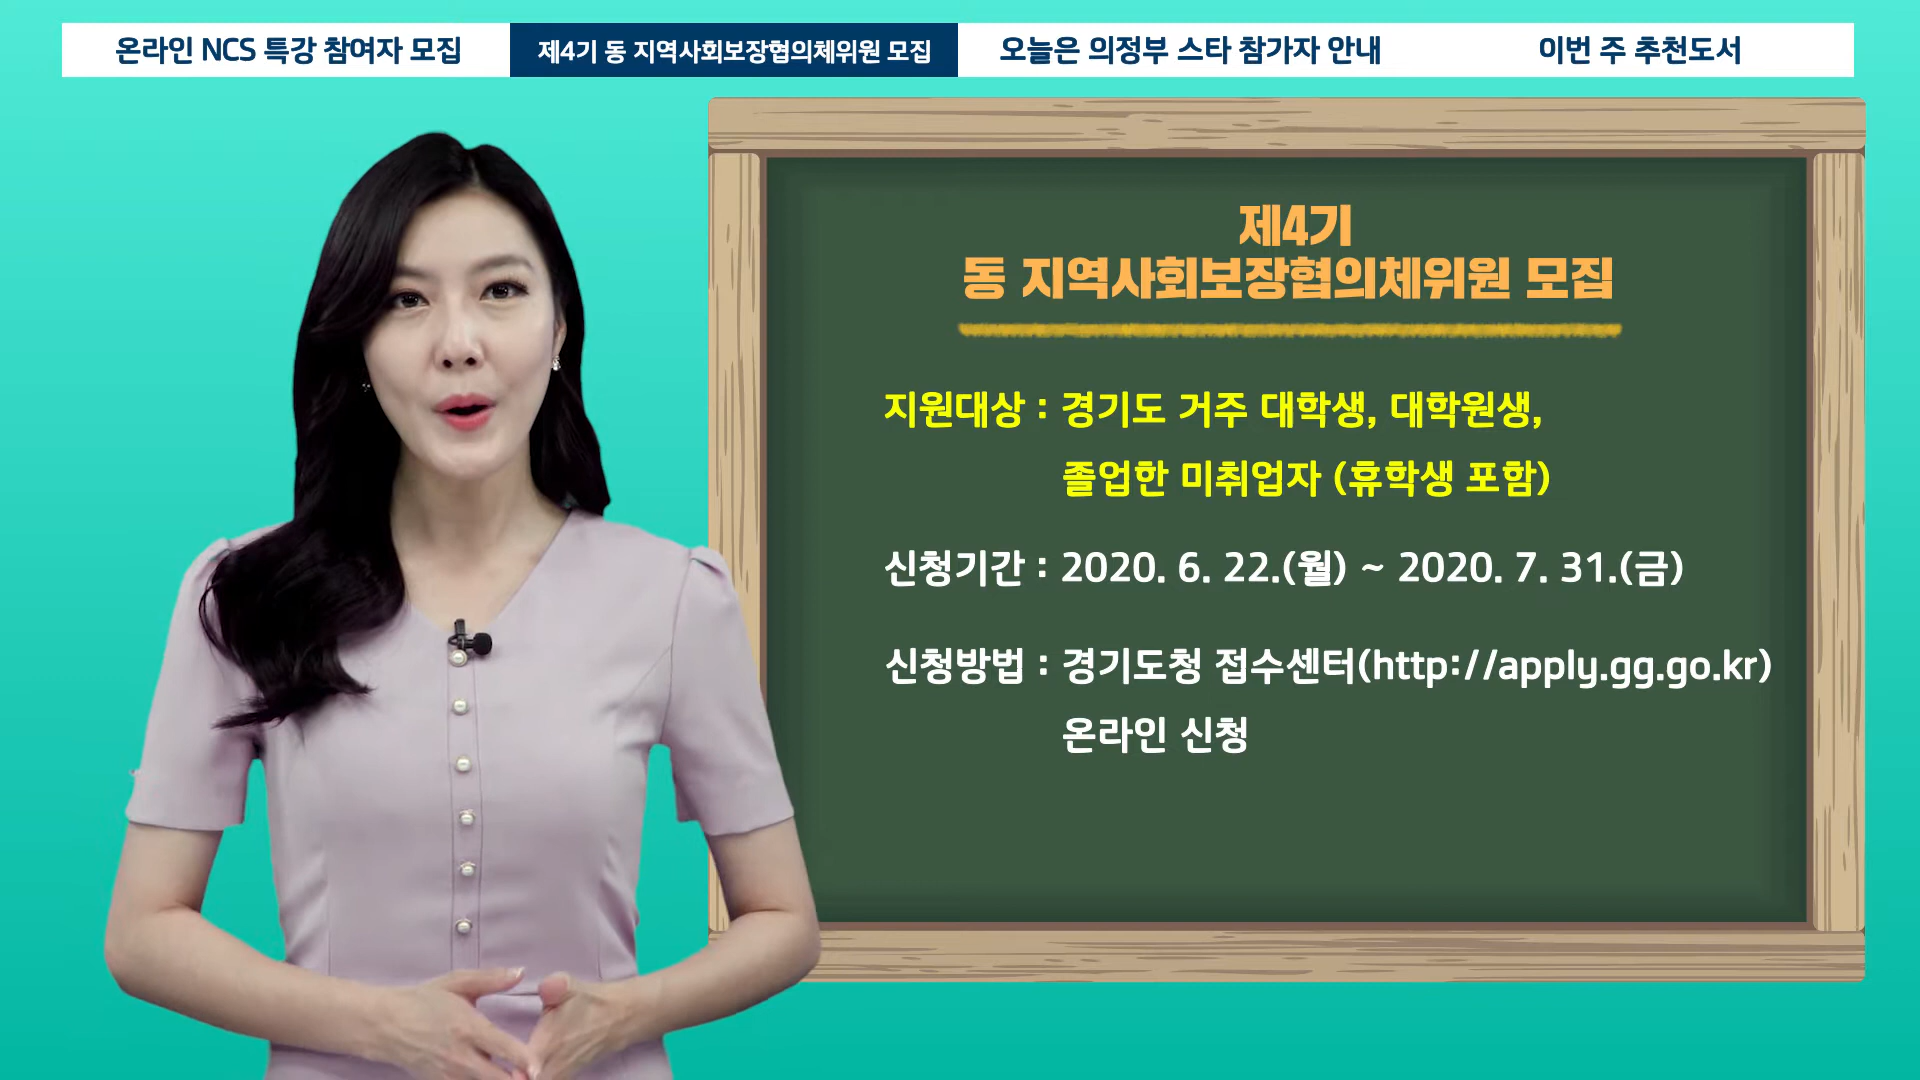 온라인 NCS 특강 참여자 모집
제4기 동 지역사회보장협의체위원 모집
오늘은 의정부 스타 참가자 안내
이번 주 추천도서
제4기
동 지역사회보장협의체위원 모집
지원대상 : 경기도 거주 대학생, 대학원생,
졸업한 미취업자 (휴학생 포함)
신청기간 : 2020. 6. 22.(월) ~ 2020. 7. 31.(금)
신청방법 : 경기도청 접수센터(http://apply.gg.go.kr)
온라인 신청